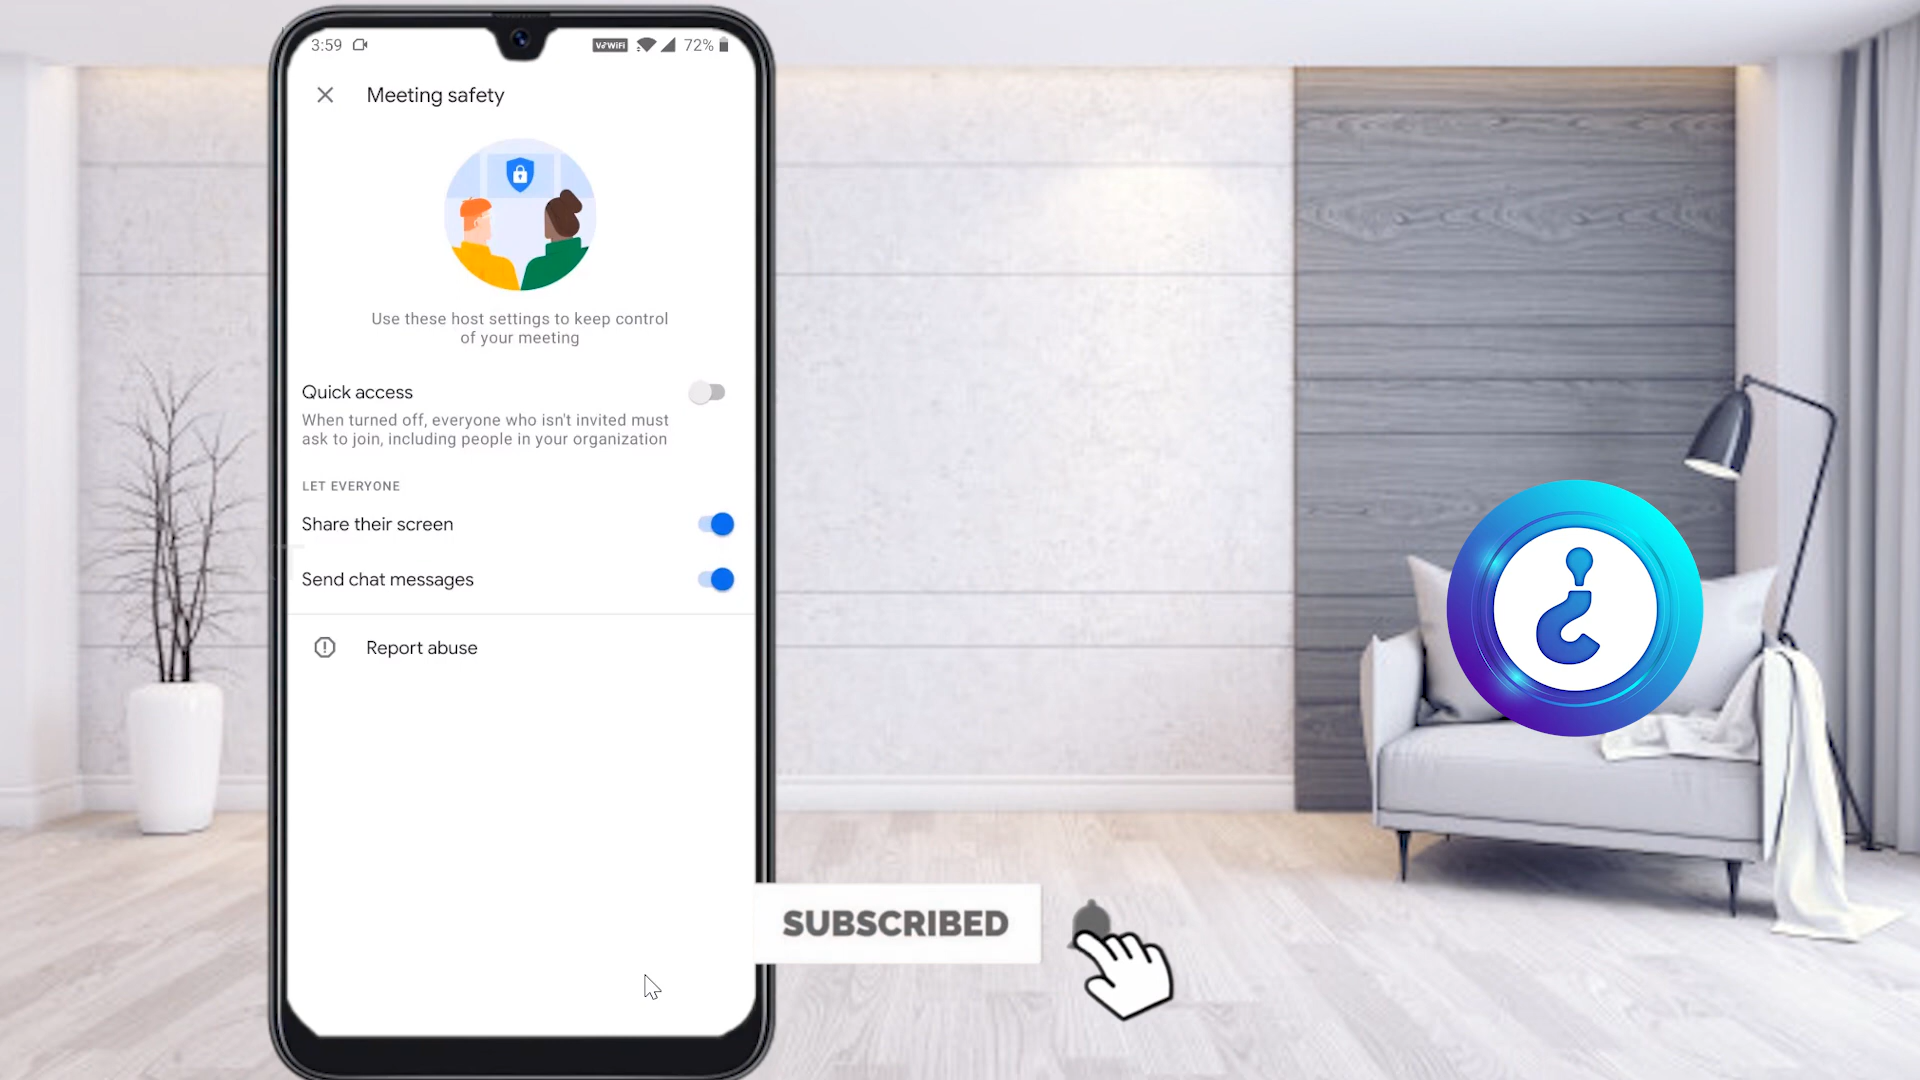 3:59
VoWiFi
72%
Meeting safety
Use these host settings to keep control
of your meeting
Quick access
When turned off, everyone who isn't invited must
ask to join, including people in your organization
LET EVERYONE
Share their screen
Send chat messages
Report abuse
SUBSCRIBED